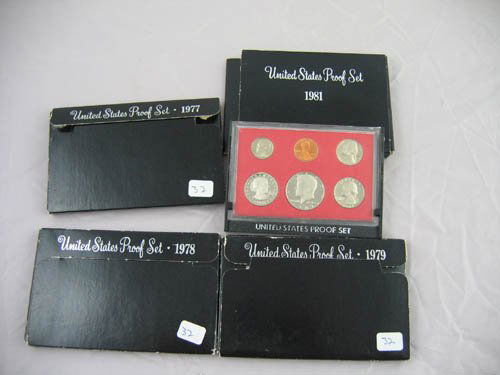 United States Proof Set
1981
United States Proof Set · 1977
32
UNITED STATES PROOF SET
United States Proof Set · 1978
32
United States Proof Set · 1979
32